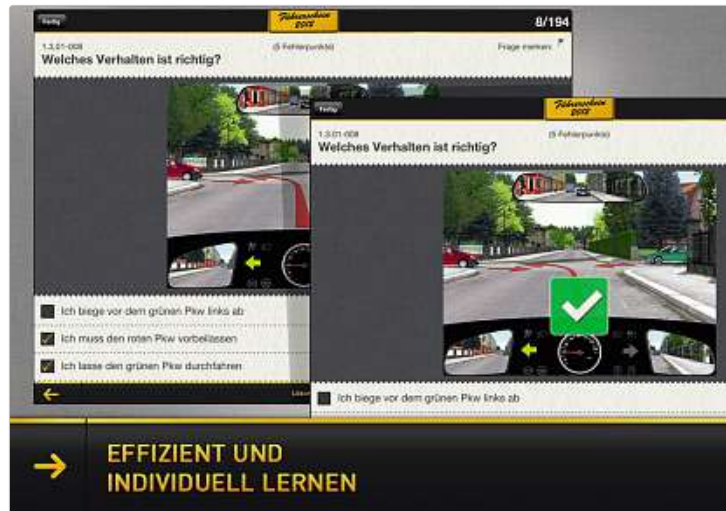 Fertig
Führerschein
2012
8/194
1.3.01-008
(5 Fehlerpunkte)
Frage merken
Welches Verhalten ist richtig?
Ich biege vor dem grünen Pkw links ab
Ich muss den roten Pkw vorbeilassen
Ich lasse den grünen Pkw durchfahren
Fertig
Führerschein
2012
1.3.01-008
(5 Fehlerpunkte)
Welches Verhalten ist richtig?
Ich biege vor dem grünen Pkw links ab
EFFIZIENT UND
INDIVIDUELL LERNEN